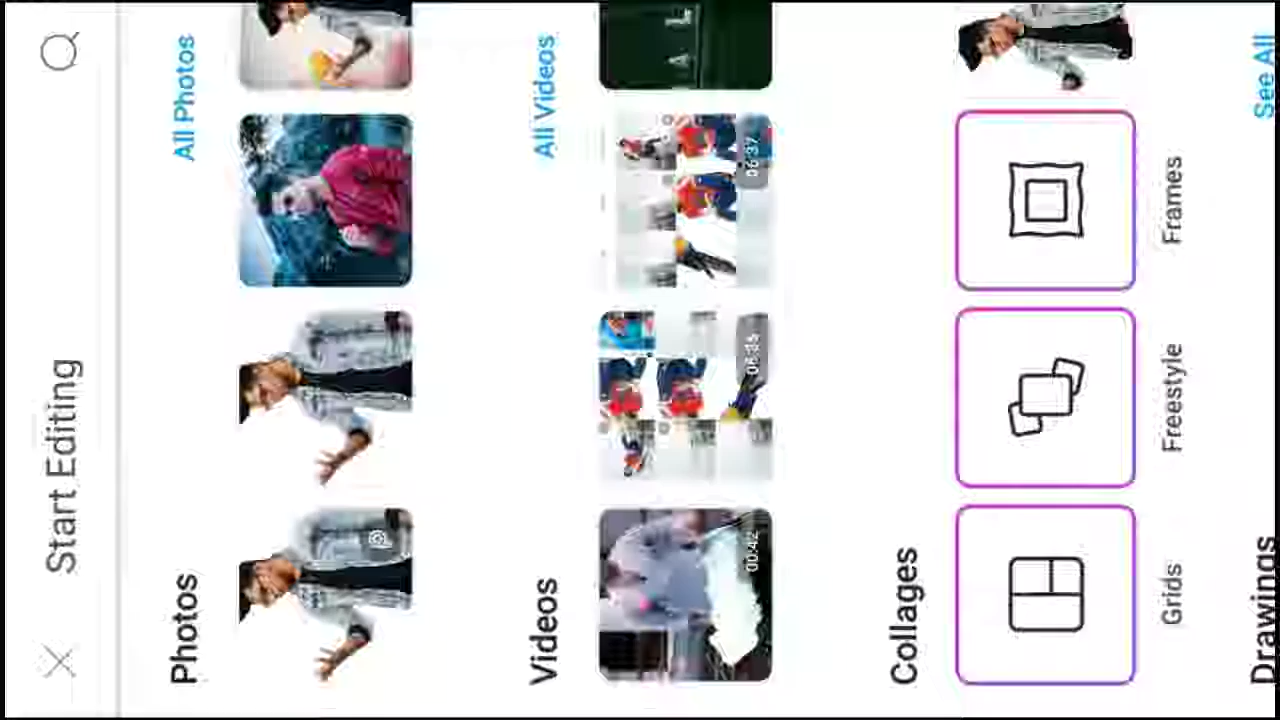 Start Editing
Photos
All Photos
Videos
All Videos
00:42
06:37
Collages
Grids
Freestyle
Frames
Drawings
See All